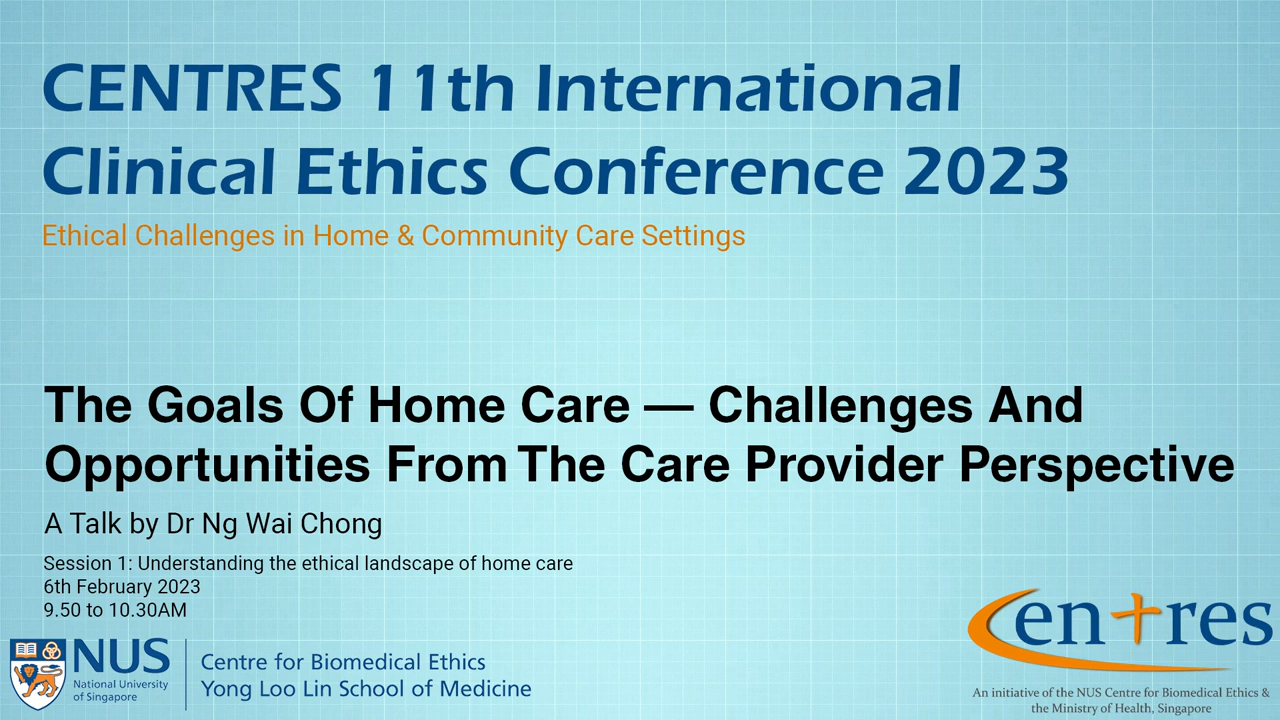 CENTRES 11th International
Clinical Ethics Conference 2023
Ethical Challenges in Home & Community Care Settings
The Goals Of Home Care — Challenges And
Opportunities From The Care Provider Perspective
A Talk by Dr Ng Wai Chong
Session 1: Understanding the ethical landscape of home care
6th February 2023
9.50 to 10.30AM
NUS
National University
of Singapore
Centre for Biomedical Ethics
Yong Loo Lin School of Medicine
Centres
An initiative of the NUS Centre for Biomedical Ethics &
the Ministry of Health, Singapore